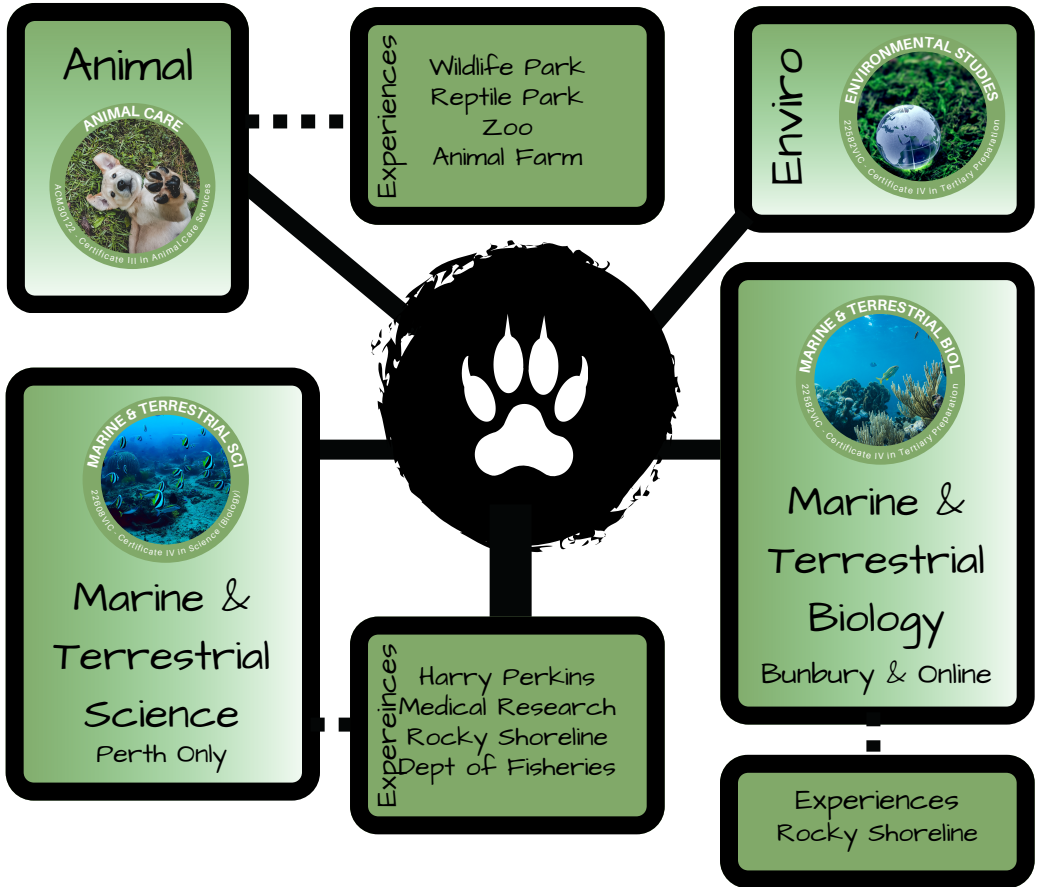 Animal
ANIMAL CARE
ACM30122 - Certificate III in Animal Care Services
Experiences
Wildlife Park
Reptile Park
Zoo
Animal Farm
Enviro
ENVIRONMENTAL STUDIES
22582VIC - Certificate IV in Tertiary Preparation
MARINE & TERRESTRIAL SCI
22608VIC - Certificate IV in Science (Biology)
Marine &
Terrestrial
Science
Perth Only
Expereinces
Harry Perkins
Medical Research
Rocky Shoreline
Dept of Fisheries
MARINE & TERRESTRIAL BIOL
22582VIC - Certificate IV in Tertiary Preparation
Marine &
Terrestrial
Biology
Bunbury & Online
Experiences
Rocky Shoreline